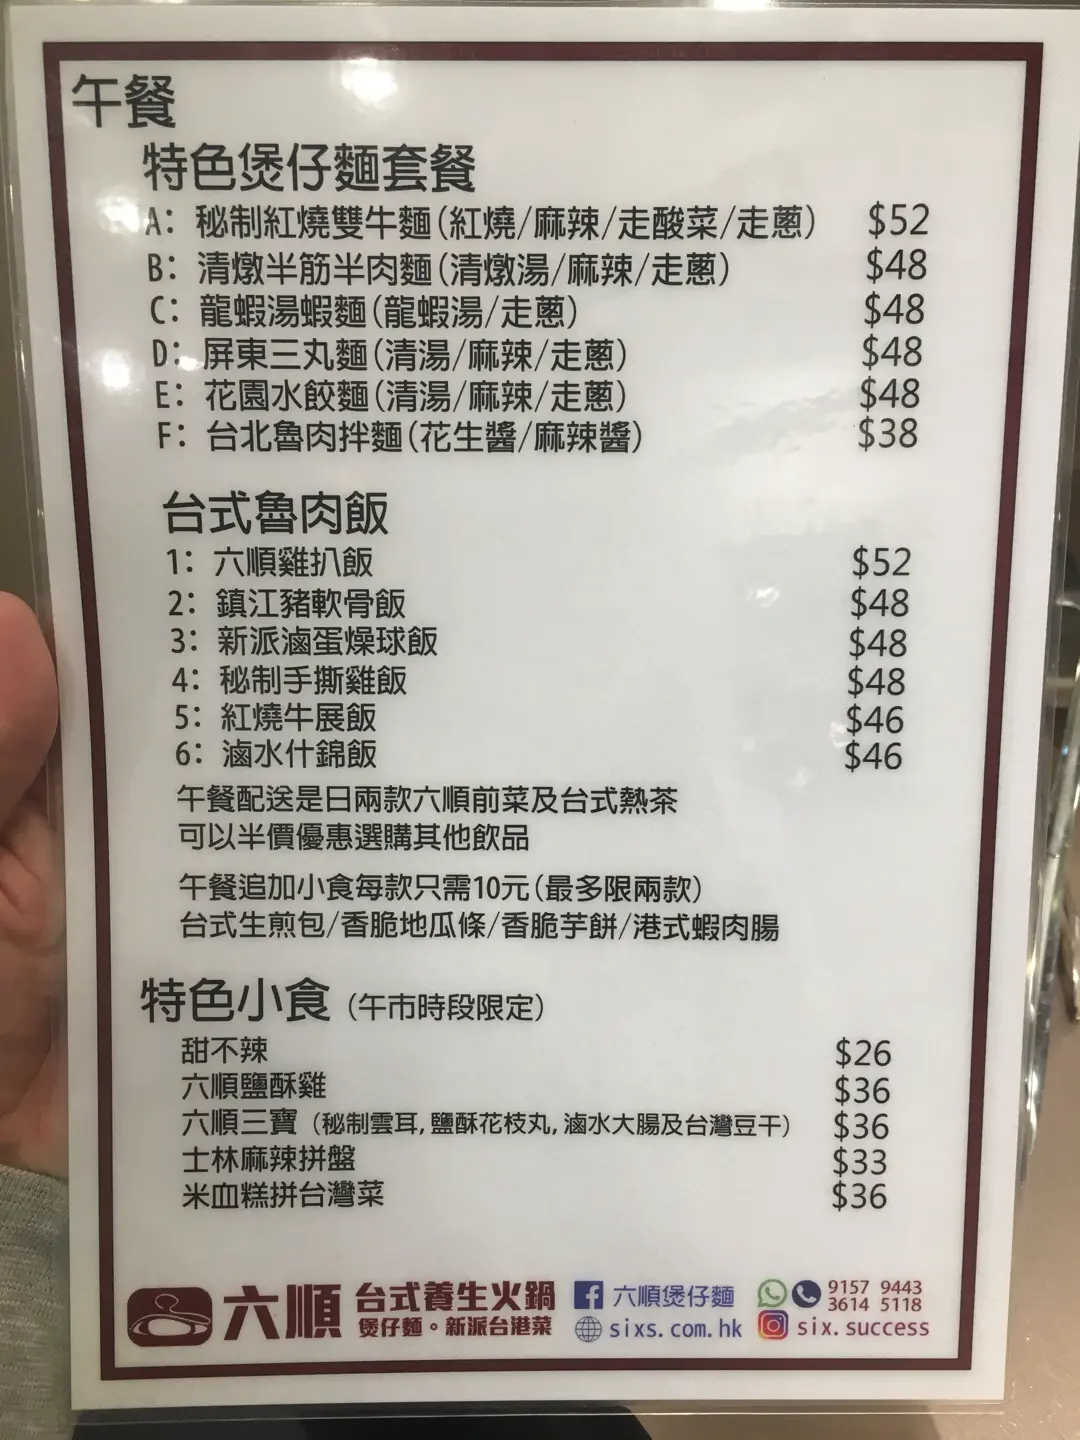 午餐
特色煲仔麵套餐
A: 秘制紅燒雙牛麵(紅燒/麻辣/走酸菜/走蔥) $52
B: 清燉半筋半肉麵(清燉湯/麻辣/走蔥) $48
C: 龍蝦湯蝦麵(龍蝦湯/走蔥) $48
D: 屏東三丸麵(清湯/麻辣/走蔥) $48
E: 花園水餃麵(清湯/麻辣/走蔥) $48
F: 台北魯肉拌麵(花生醬/麻辣醬) $38
台式魯肉飯
1: 六順雞扒飯 $52
2: 鎮江豬軟骨飯 $48
3: 新派滷蛋燥球飯 $48
4: 秘制手撕雞飯 $48
5: 紅燒牛展飯 $46
6: 滷水什錦飯 $46
午餐配送是日兩款六順前菜及台式熱茶
可以半價優惠選購其他飲品
午餐追加小食每款只需10元(最多限兩款)
台式生煎包/香脆地瓜條/香脆芋餅/港式蝦肉腸
特色小食 (午市時段限定)
甜不辣 $26
六順鹽酥雞 $36
六順三寶 (秘制雲耳,鹽酥花枝丸,滷水大腸及台灣豆干) $36
士林麻辣拼盤 $33
米血糕拼台灣菜 $36
六順 台式養生火鍋
煲仔麵。新派台港菜
六順煲仔麵
sixs.com.hk
9157 9443
3614 5118
six.success